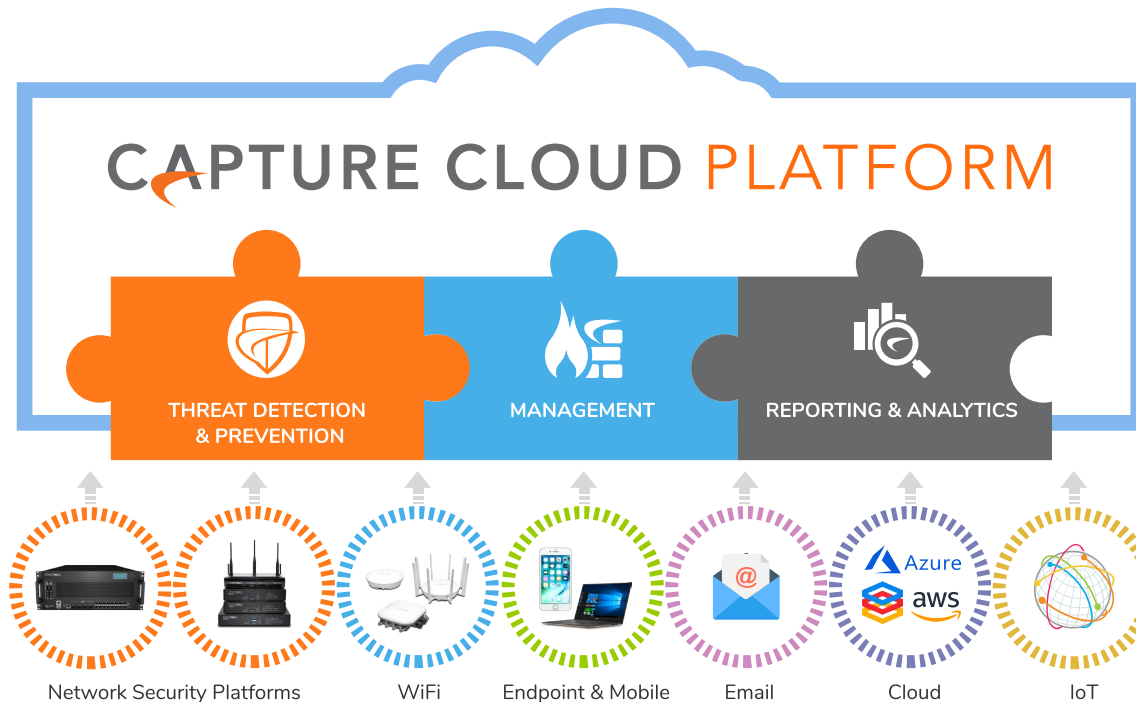 CAPTURE CLOUD PLATFORM
THREAT DETECTION
& PREVENTION
MANAGEMENT
REPORTING & ANALYTICS
@
Azure
aws
Network Security Platforms
WiFi
Endpoint & Mobile
Email
Cloud
IoT